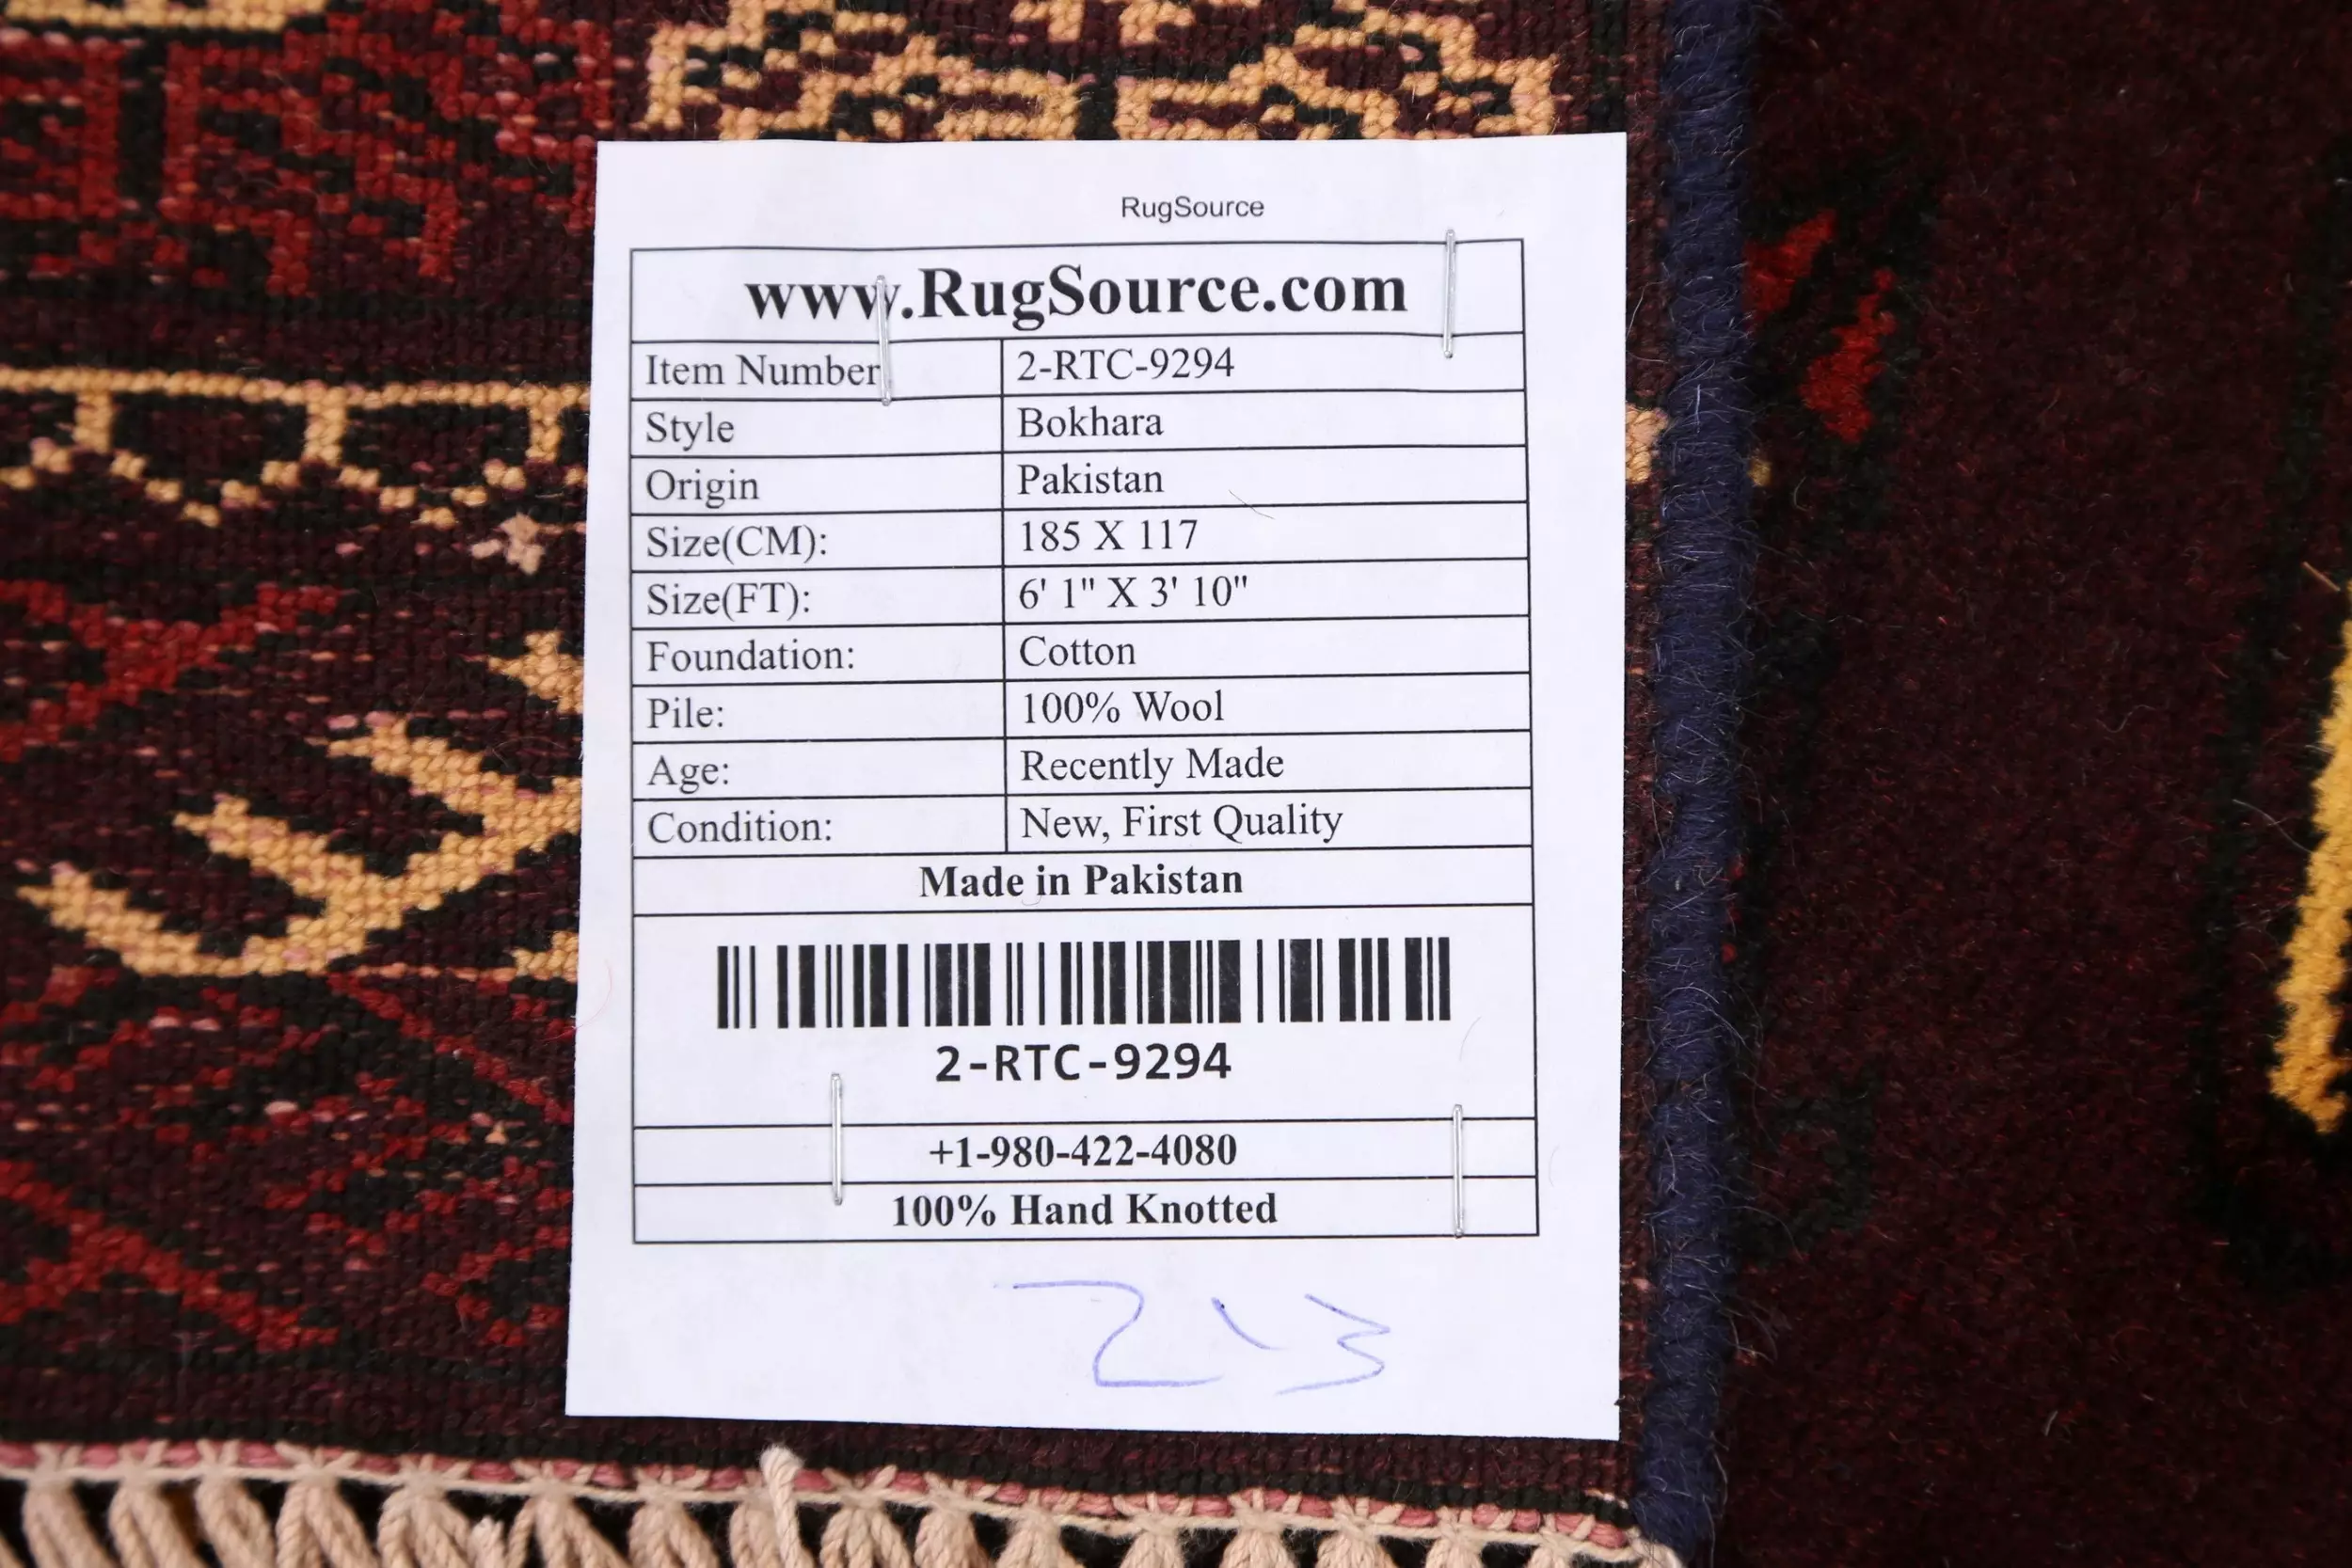 RugSource
www.RugSource.com
Item Number 2-RTC-9294
Style Bokhara
Origin Pakistan
Size(CM): 185 X 117
Size(FT): 6' 1" X 3' 10"
Foundation: Cotton
Pile: 100% Wool
Age: Recently Made
Condition: New, First Quality
Made in Pakistan
2-RTC-9294
+1-980-422-4080
100% Hand Knotted
213